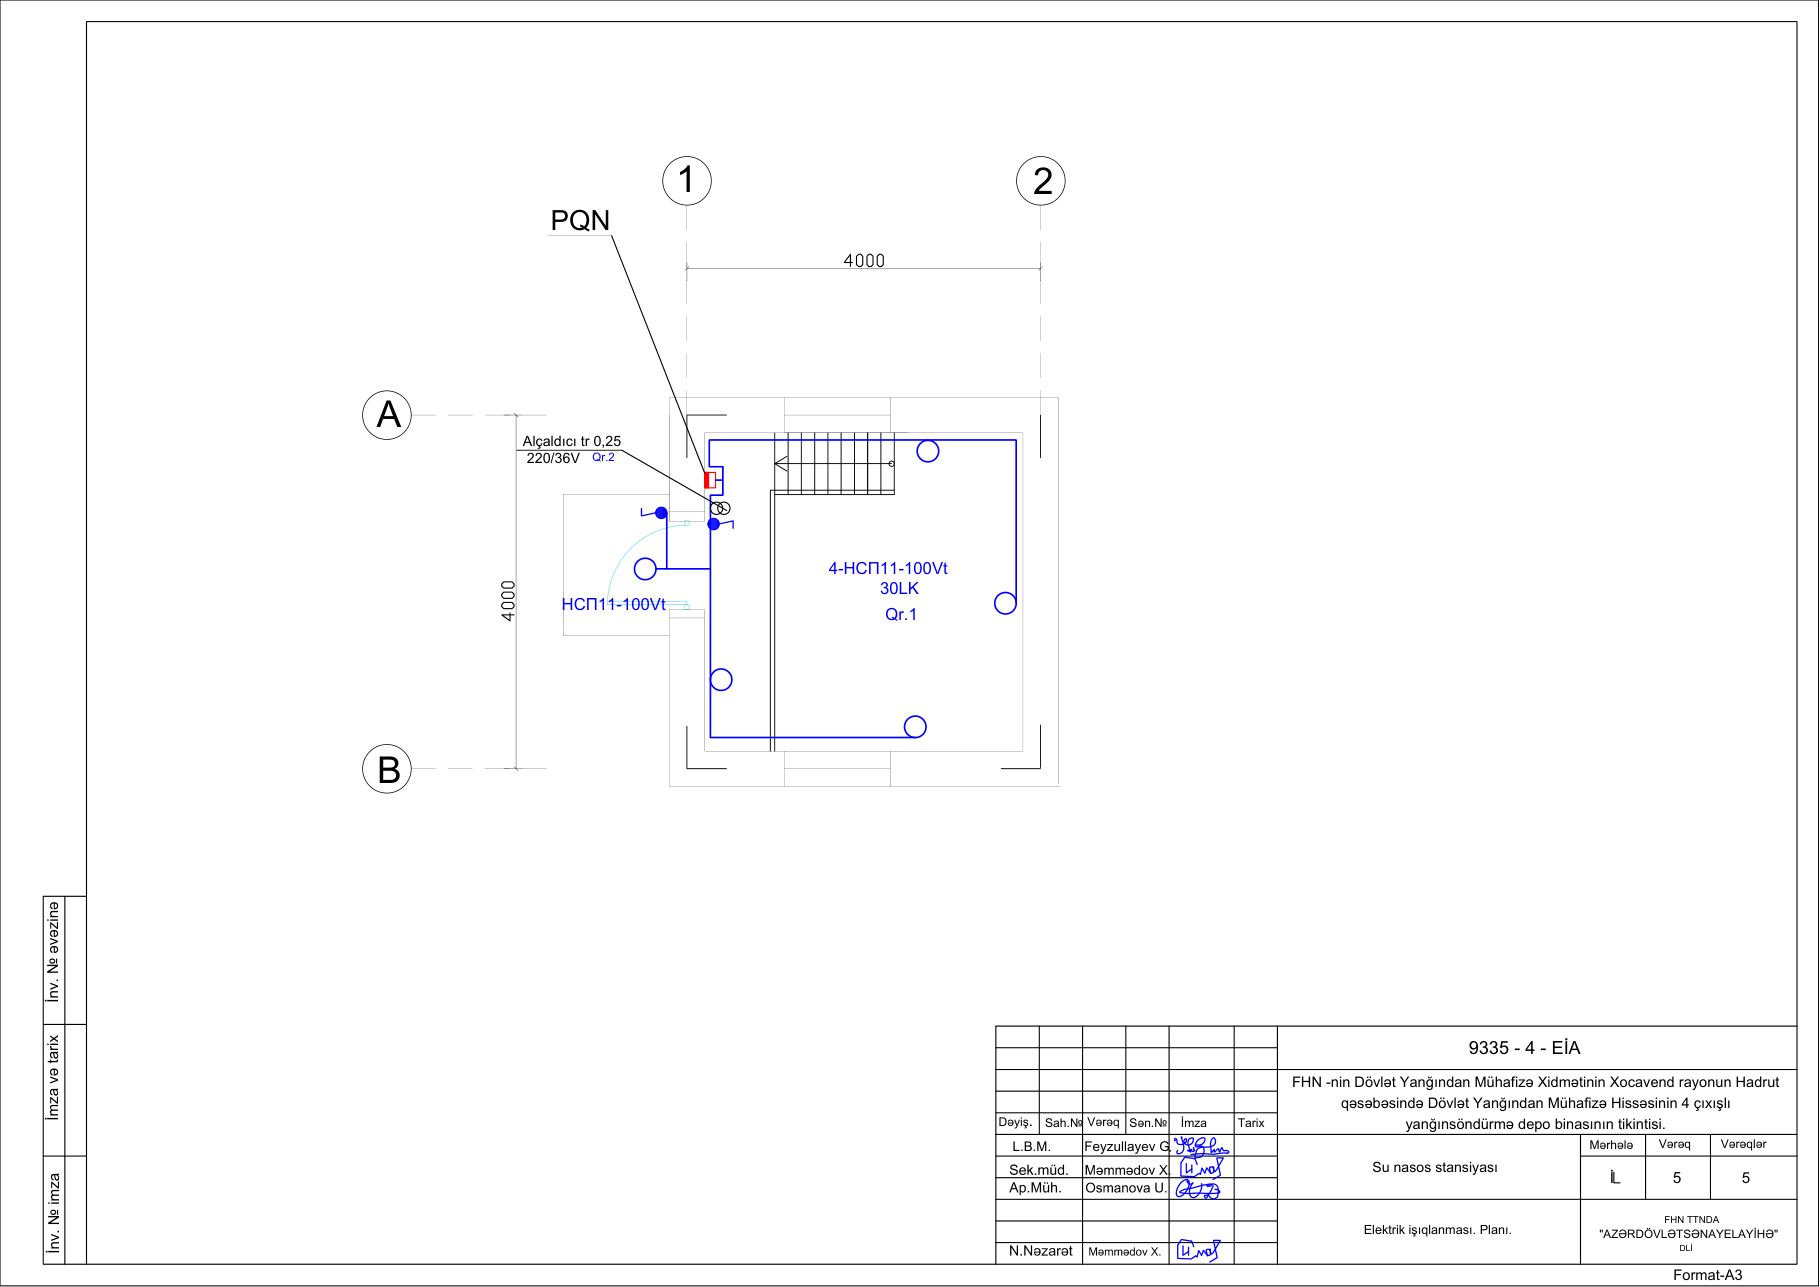 1
2
PQN
4000
A
Alçaldıcı tr 0,25
220/36V Qr.2
4-НСП11-100Vt
30LK
Qr.1
4000
НСП11-100Vt
B
İnv. № əvəzinə
İmza və tarix
İnv. № imza
9335 - 4 - EİA
FHN -nin Dövlət Yanğından Mühafizə Xidmətinin Xocavend rayonun Hadrut
qəsəbəsində Dövlət Yanğından Mühafizə Hissəsinin 4 çıxışlı
yanğınsöndürmə depo binasının tikintisi.
Dəyiş. Sah.№ Vərəq Sən.№ İmza Tarix
L.B.M. Feyzullayev G.
Sek.müd. Məmmədov X.
Ap.Müh. Osmanova U.
N.Nəzarət Məmmədov X.
Su nasos stansiyası
Mərhələ Vərəq Vərəqlər
İL 5 5
Elektrik işıqlanması. Planı.
FHN TTNDA
"AZƏRDÖVLƏTSƏNAYELAYİHƏ"
DLİ
Format-A3